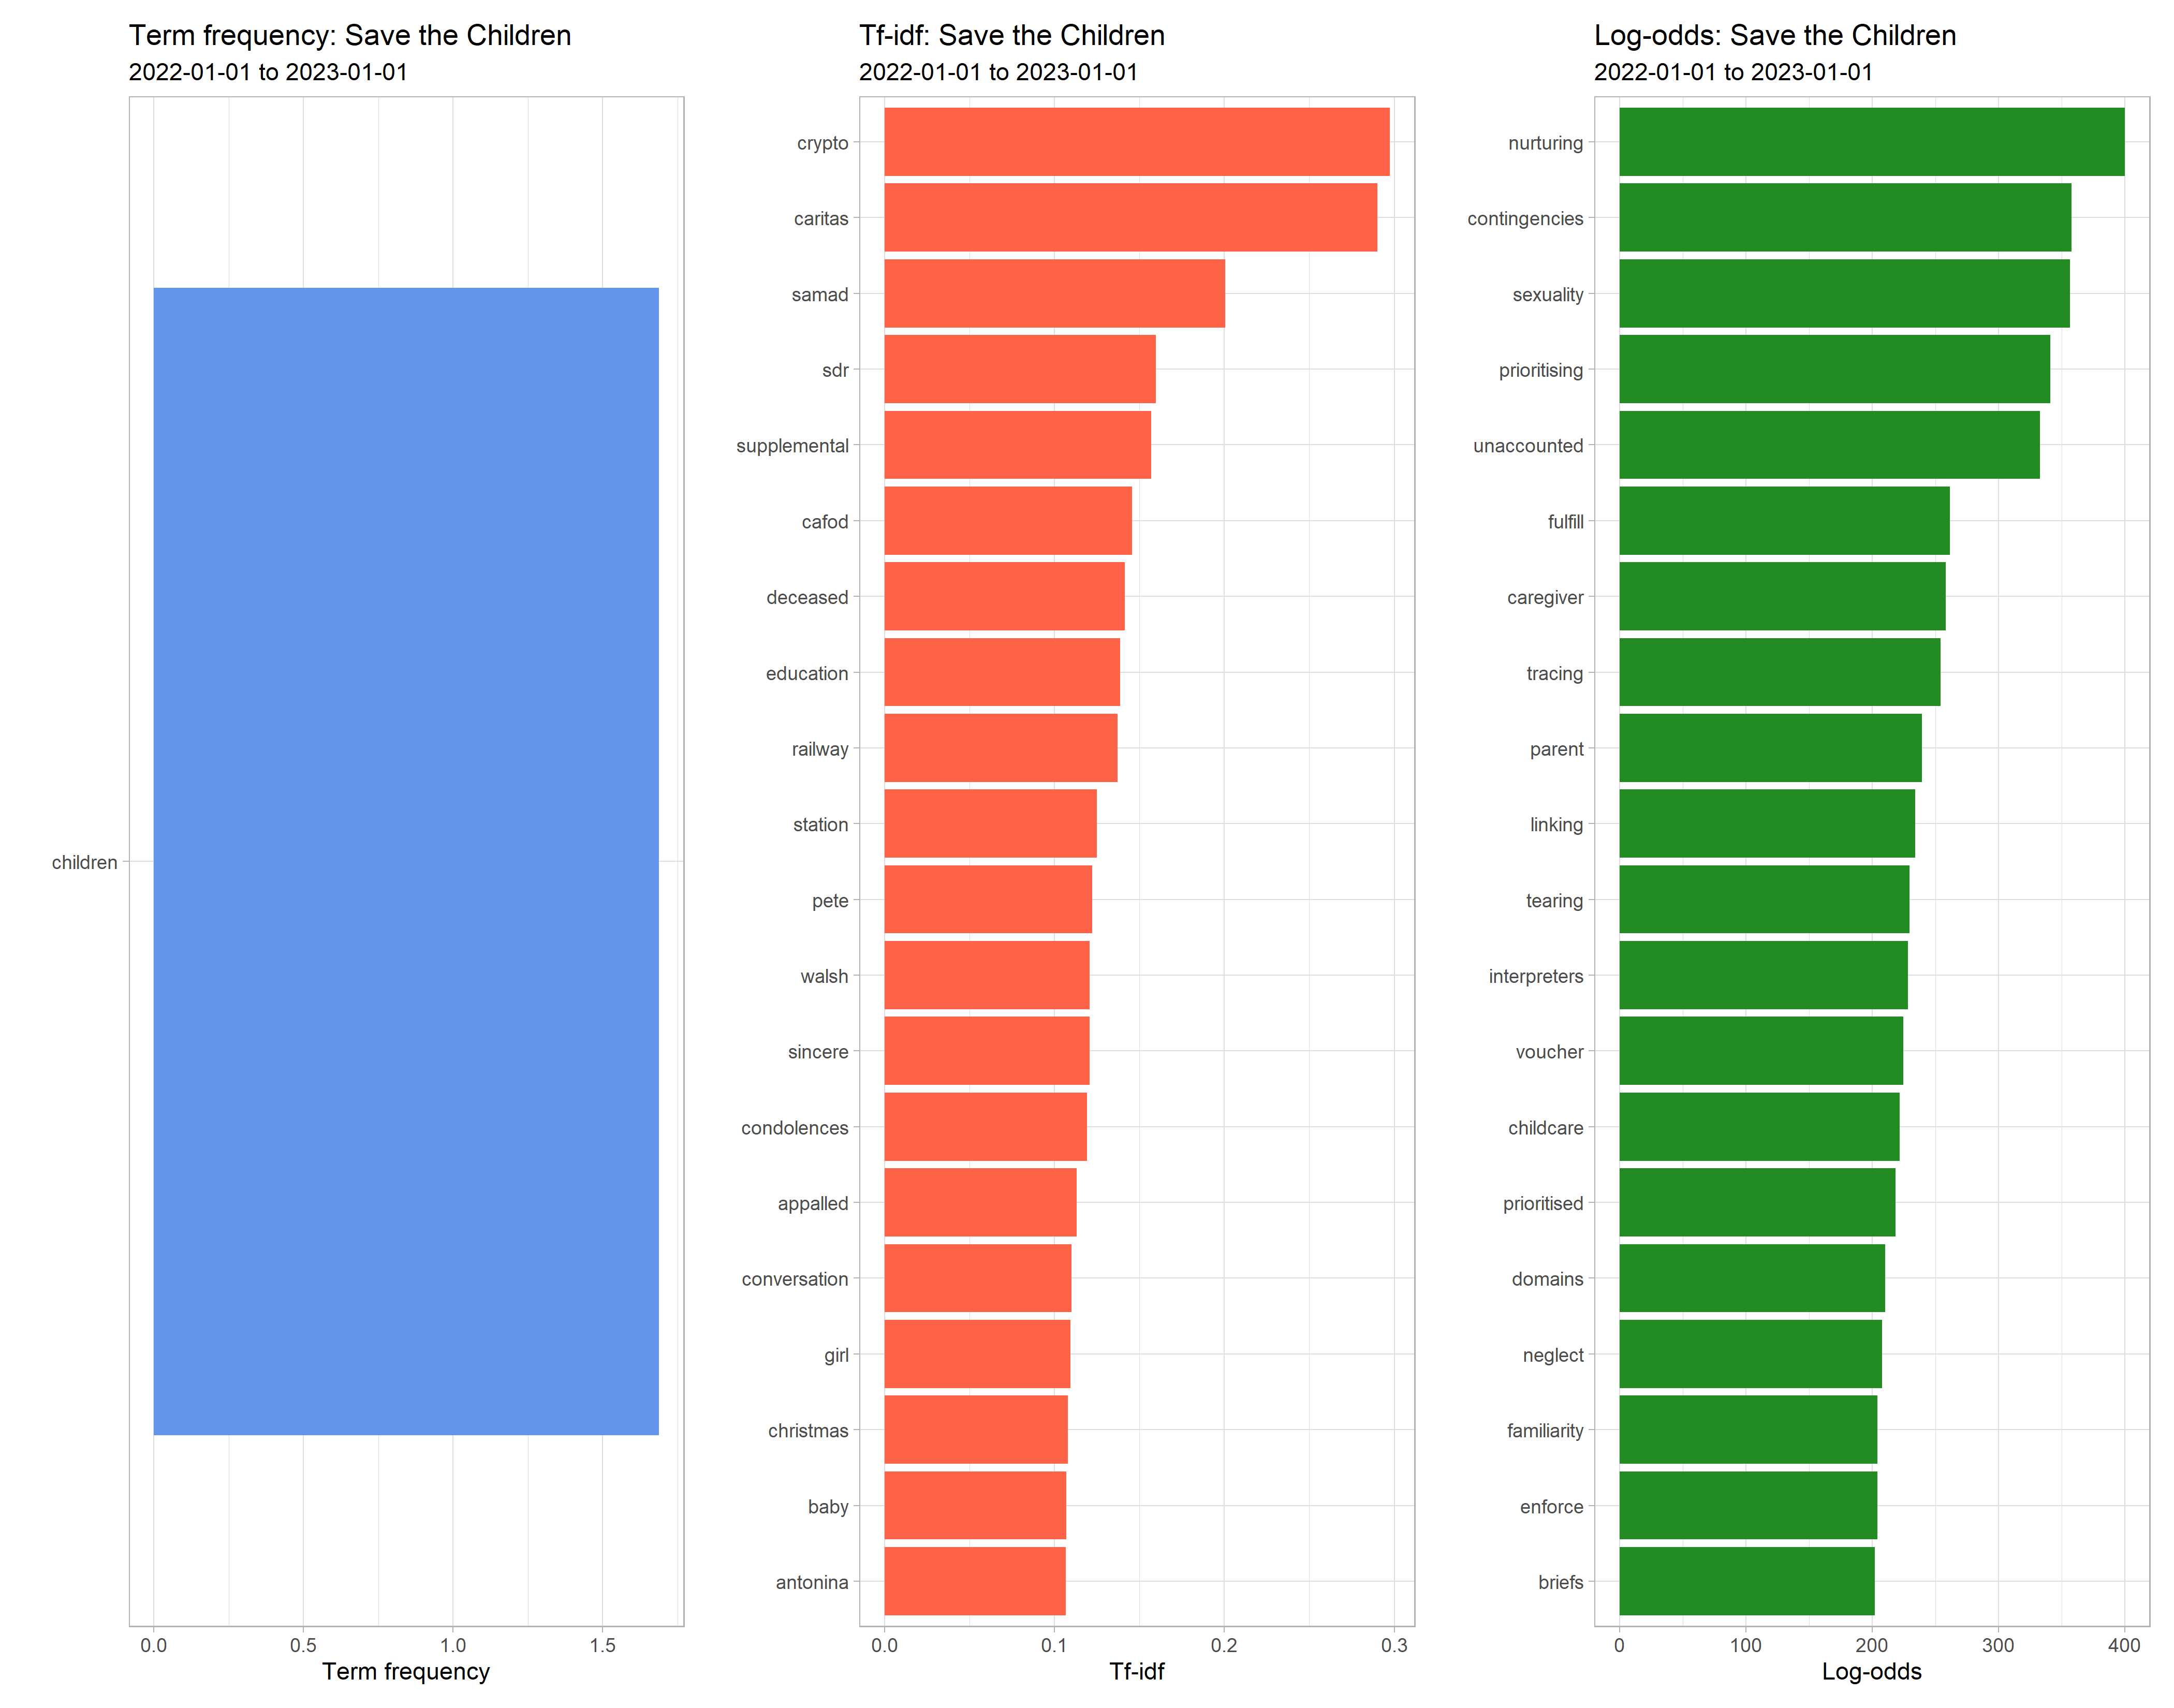 Term frequency: Save the Children
2022-01-01 to 2023-01-01
children
0.0 0.5 1.0 1.5
Term frequency
Tf-idf: Save the Children
2022-01-01 to 2023-01-01
crypto
caritas
samad
sdr
supplemental
cafod
deceased
education
railway
station
pete
walsh
sincere
condolences
appalled
conversation
girl
christmas
baby
antonina
0.0 0.1 0.2 0.3
Tf-idf
Log-odds: Save the Children
2022-01-01 to 2023-01-01
nurturing
contingencies
sexuality
prioritising
unaccounted
fulfill
caregiver
tracing
parent
linking
tearing
interpreters
voucher
childcare
prioritised
domains
neglect
familiarity
enforce
briefs
0 100 200 300 400
Log-odds